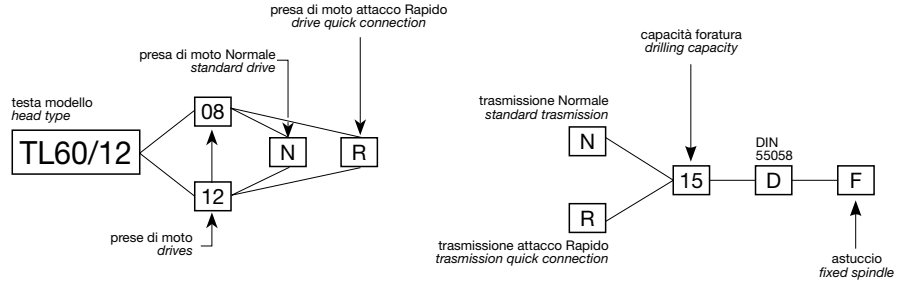 presa di moto attacco Rapido
drive quick connection
presa di moto Normale
standard drive
testa modello
head type
TL60/12
08
12
N
R
prese di moto
drives
capacità foratura
drilling capacity
trasmissione Normale
standard trasmission
N
R
15
DIN
55058
D
F
trasmissione attacco Rapido
trasmission quick connection
astuccio
fixed spindle